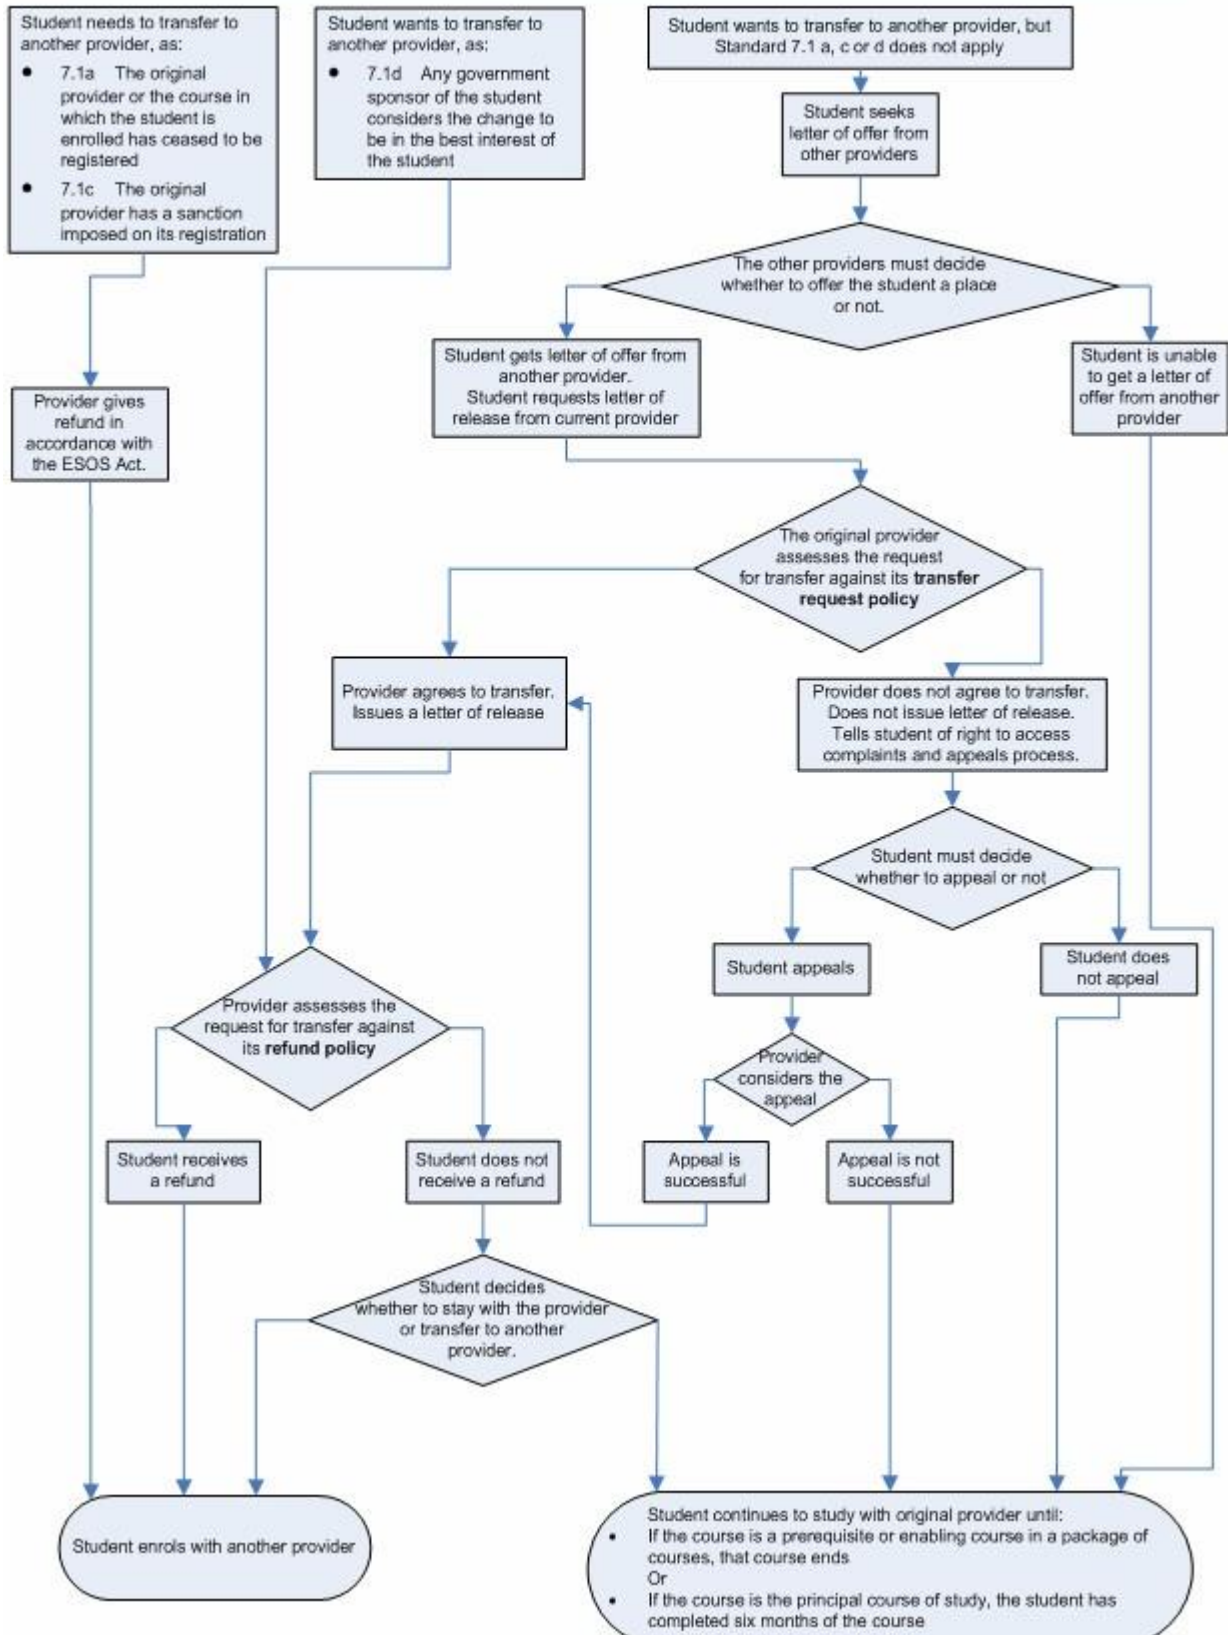 Student needs to transfer to
another provider, as:
• 7.1a The original
provider or the course in
which the student is
enrolled has ceased to be
registered
• 7.1c The original
provider has a sanction
imposed on its registration
Student wants to transfer to
another provider, as:
• 7.1d Any government
sponsor of the student
considers the change to
be in the best interest of
the student
Student wants to transfer to another provider, but
Standard 7.1 a, c or d does not apply
Student seeks
letter of offer from
other providers
The other providers must decide
whether to offer the student a place
or not.
Student gets letter of offer from
another provider.
Student requests letter of
release from current provider
Student is unable
to get a letter of
offer from another
provider
Provider gives
refund in
accordance with
the ESOS Act.
The original provider
assesses the request
for transfer against its transfer
request policy
Provider agrees to transfer.
Issues a letter of release
Provider does not agree to transfer.
Does not issue letter of release.
Tells student of right to access
complaints and appeals process.
Student must decide
whether to appeal or not
Student appeals
Student does
not appeal
Provider assesses the
request for transfer against
its refund policy
Provider
considers the
appeal
Student receives
a refund
Student does not
receive a refund
Appeal is
successful
Appeal is not
successful
Student decides
whether to stay with the provider
or transfer to another
provider.
Student enrols with another provider
Student continues to study with original provider until:
• If the course is a prerequisite or enabling course in a package of
courses, that course ends
Or
• If the course is the principal course of study, the student has
completed six months of the course